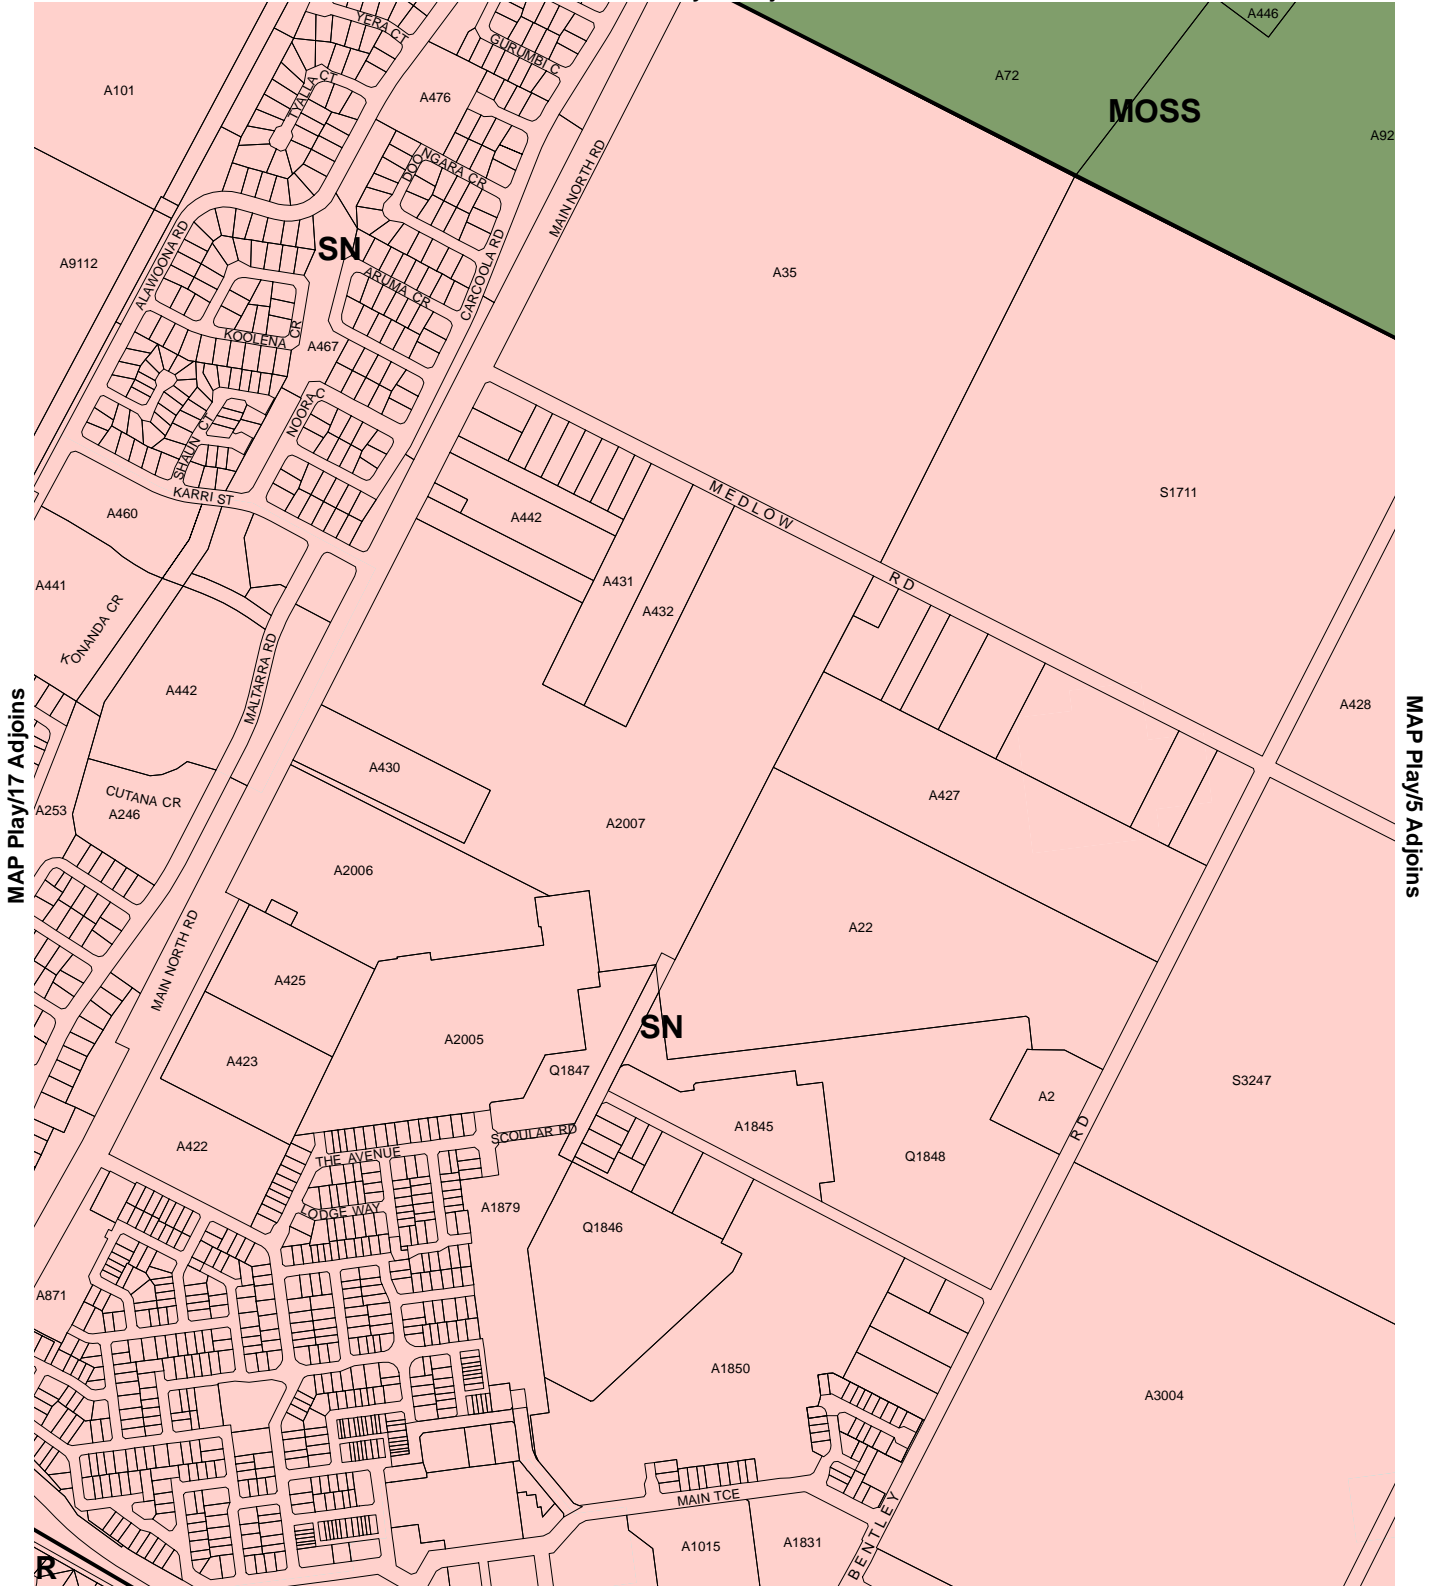 A446
YERA CT
GURUMBI C
A72
TYALLA CT
A101
A476
MOSS
A92
DOO
NGARA CR
MAIN NORTH RD
SN
ALAWOONA RD
A9112
CARCOOLA RD
ARUMA CR
A35
KOOLENA CR
A467
NOORA C
SHAUN CT
KARRI ST
A460
A442
MEDLOW RD
S1711
A441
A431
A432
KONANDA CR
MALTARRA RD
A442
A428
MAP Play/17 Adjoins
MAP Play/5 Adjoins
A430
CUTANA CR
A253
A246
A427
A2007
A2006
A22
MAIN NORTH RD
A425
SN
A2005
A423
Q1847
A2
S3247
A1845
SCOULAR RD
A422
THE AVENUE
Q1848
RD
LODGE WAY
A1879
Q1846
A871
A1850
A3004
MAIN TCE
BENTLEY
A1015
A1831
R